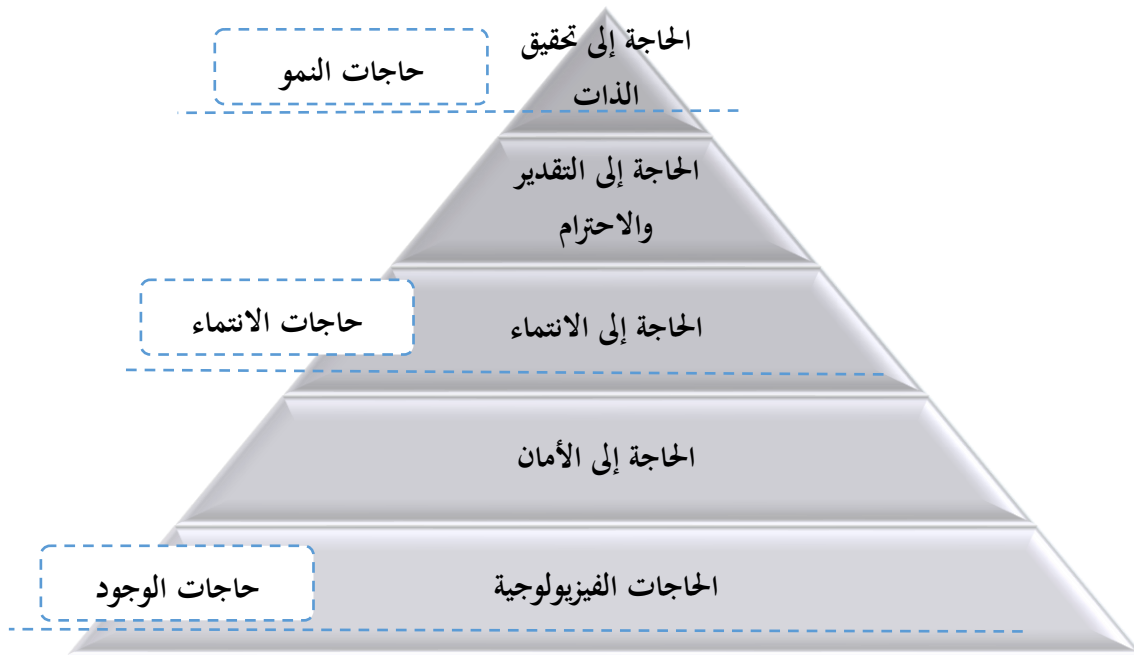 الحاجة إلى تحقيق
الذات
حاجات النمو
الحاجة إلى التقدير
والاحترام
الحاجة إلى الانتماء
حاجات الانتماء
الحاجة إلى الأمان
الحاجات الفيزيولوجية
حاجات الوجود